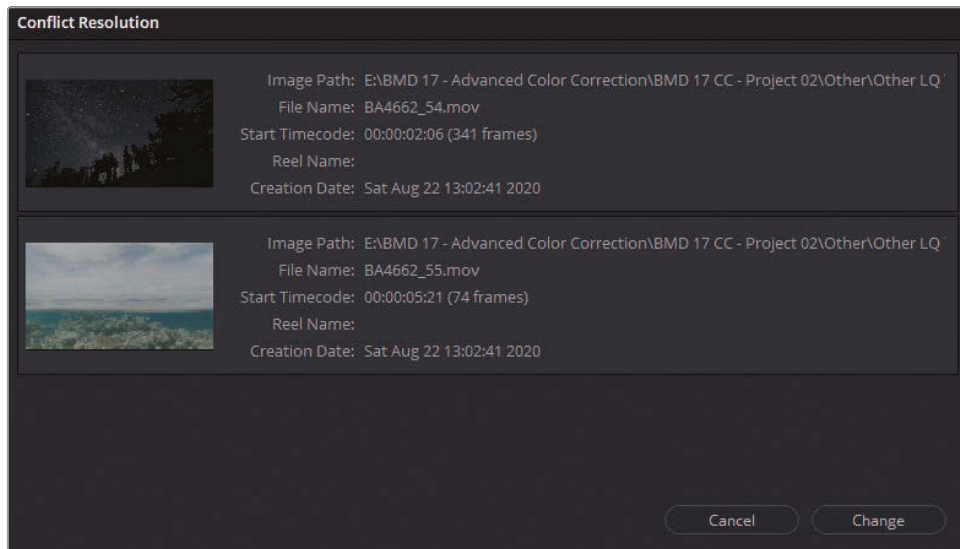 Conflict Resolution
Image Path: E:\BMD 17 - Advanced Color Correction\BMD 17 CC - Project 02\Other\Other LQ
File Name: BA4662_54.mov
Start Timecode: 00:00:02:06 (341 frames)
Reel Name:
Creation Date: Sat Aug 22 13:02:41 2020
Image Path: E:\BMD 17 - Advanced Color Correction\BMD 17 CC - Project 02\Other\Other LQ
File Name: BA4662_55.mov
Start Timecode: 00:00:05:21 (74 frames)
Reel Name:
Creation Date: Sat Aug 22 13:02:41 2020
Cancel Change